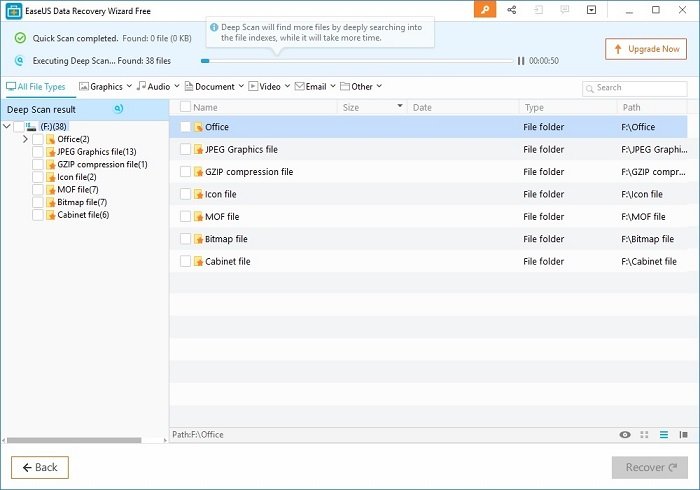 EaseUS Data Recovery Wizard Free
Deep Scan will find more files by deeply searching into
the file indexes, while it will take more time.
Quick Scan completed. Found: 0 file (0 KB)
Executing Deep Scan... Found: 38 files
00:00:50
Upgrade Now
All File Types Graphics Audio Document Video Email Other Search
Deep Scan result
Name Size Date Type Path
(F:)(38)
Office(2)
JPEG Graphics file(13)
GZIP compression file(1)
Icon file(2)
MOF file(7)
Bitmap file(7)
Cabinet file(6)
Office File folder F:\Office
JPEG Graphics file File folder F:\JPEG Graphi...
GZIP compression file File folder F:\GZIP compr...
Icon file File folder F:\Icon file
MOF file File folder F:\MOF file
Bitmap file File folder F:\Bitmap file
Cabinet file File folder F:\Cabinet file
Path:F:\Office
Back
Recover